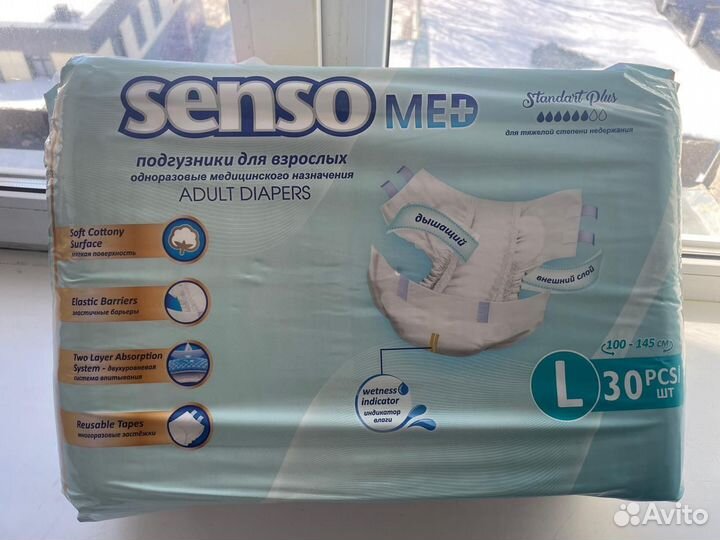 senso MED
Standart Plus
для тяжелой степени недержания
подгузники для взрослых
одноразовые медицинского назначения
ADULT DIAPERS
Soft Cottony
Surface
мягкая поверхность
Elastic Barriers
эластичные барьеры
Two Layer Absorption
System - двухуровневая
система впитывания
Reusable Tapes
многоразовые застёжки
дышащий
внешний слой
wetness
indicator
индикатор
влаги
100 - 145 см
L 30 PCS/
шт
Avito